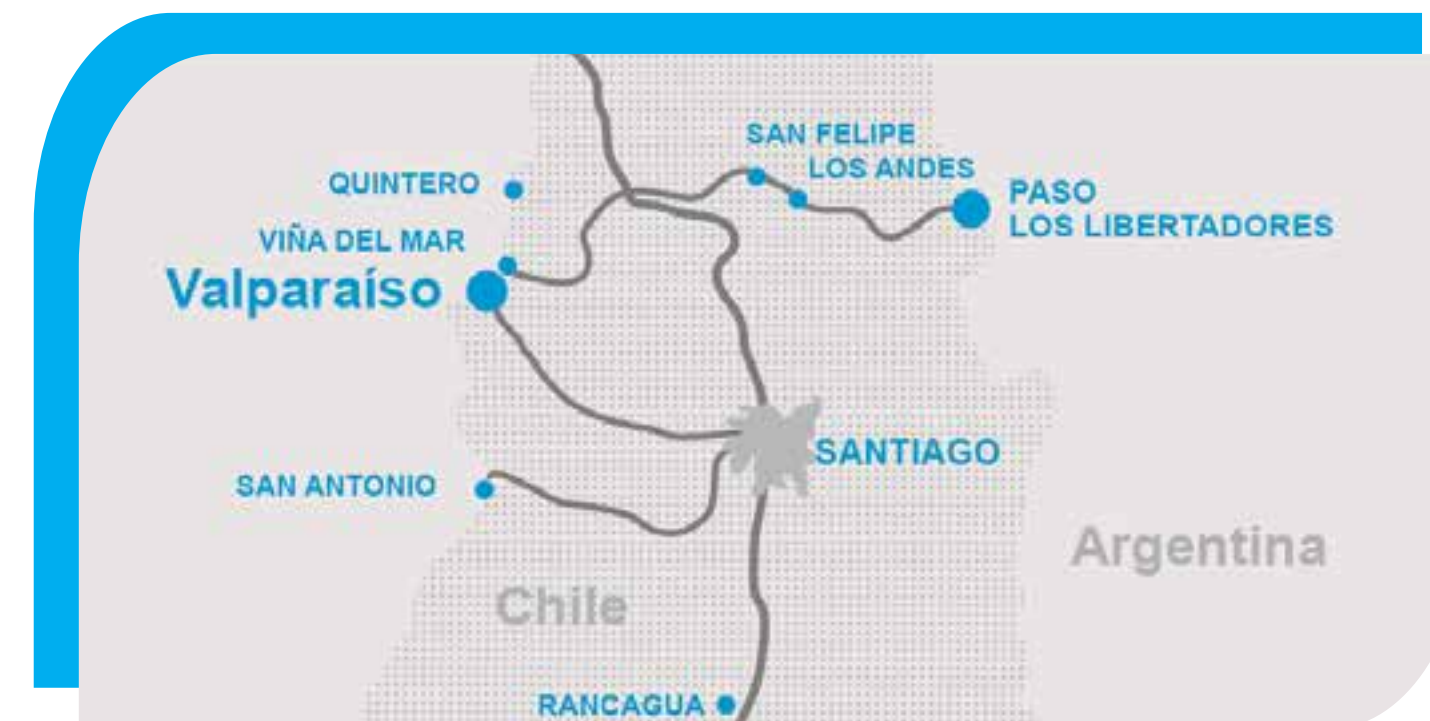 SAN FELIPE
LOS ANDES
QUINTERO
PASO
LOS LIBERTADORES
VIÑA DEL MAR
Valparaíso
SANTIAGO
SAN ANTONIO
Argentina
Chile
RANCAGUA